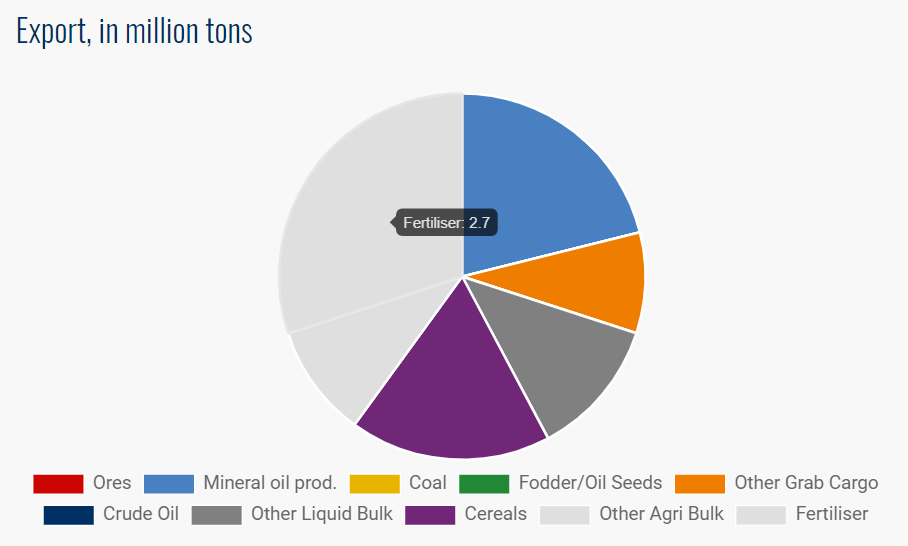 Export, in million tons
Fertiliser: 2.7
Ores Mineral oil prod. Coal Fodder/Oil Seeds Other Grab Cargo
Crude Oil Other Liquid Bulk Cereals Other Agri Bulk Fertiliser